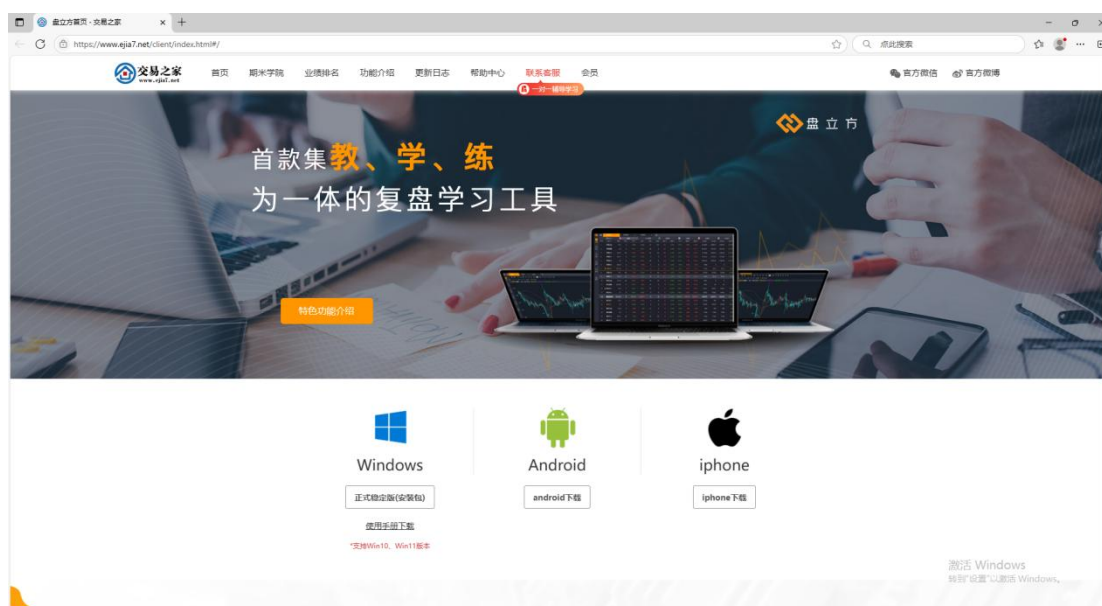 盘立方首页 - 交易之家
https://www.ejia7.net/client/index.html#/
点此搜索
交易之家
www.ejia7.net
首页 期米学院 业绩排名 功能介绍 更新日志 帮助中心 联系客服 会员
官方微信 官方微博
一对一辅导学习
盘立方
首款集教、学、练
为一体的复盘学习工具
特色功能介绍
Windows Android iphone
正式稳定版(安装包) android下载 iphone下载
使用手册下载
*支持Win10、Win11版本
激活 Windows
转到"设置"以激活 Windows。